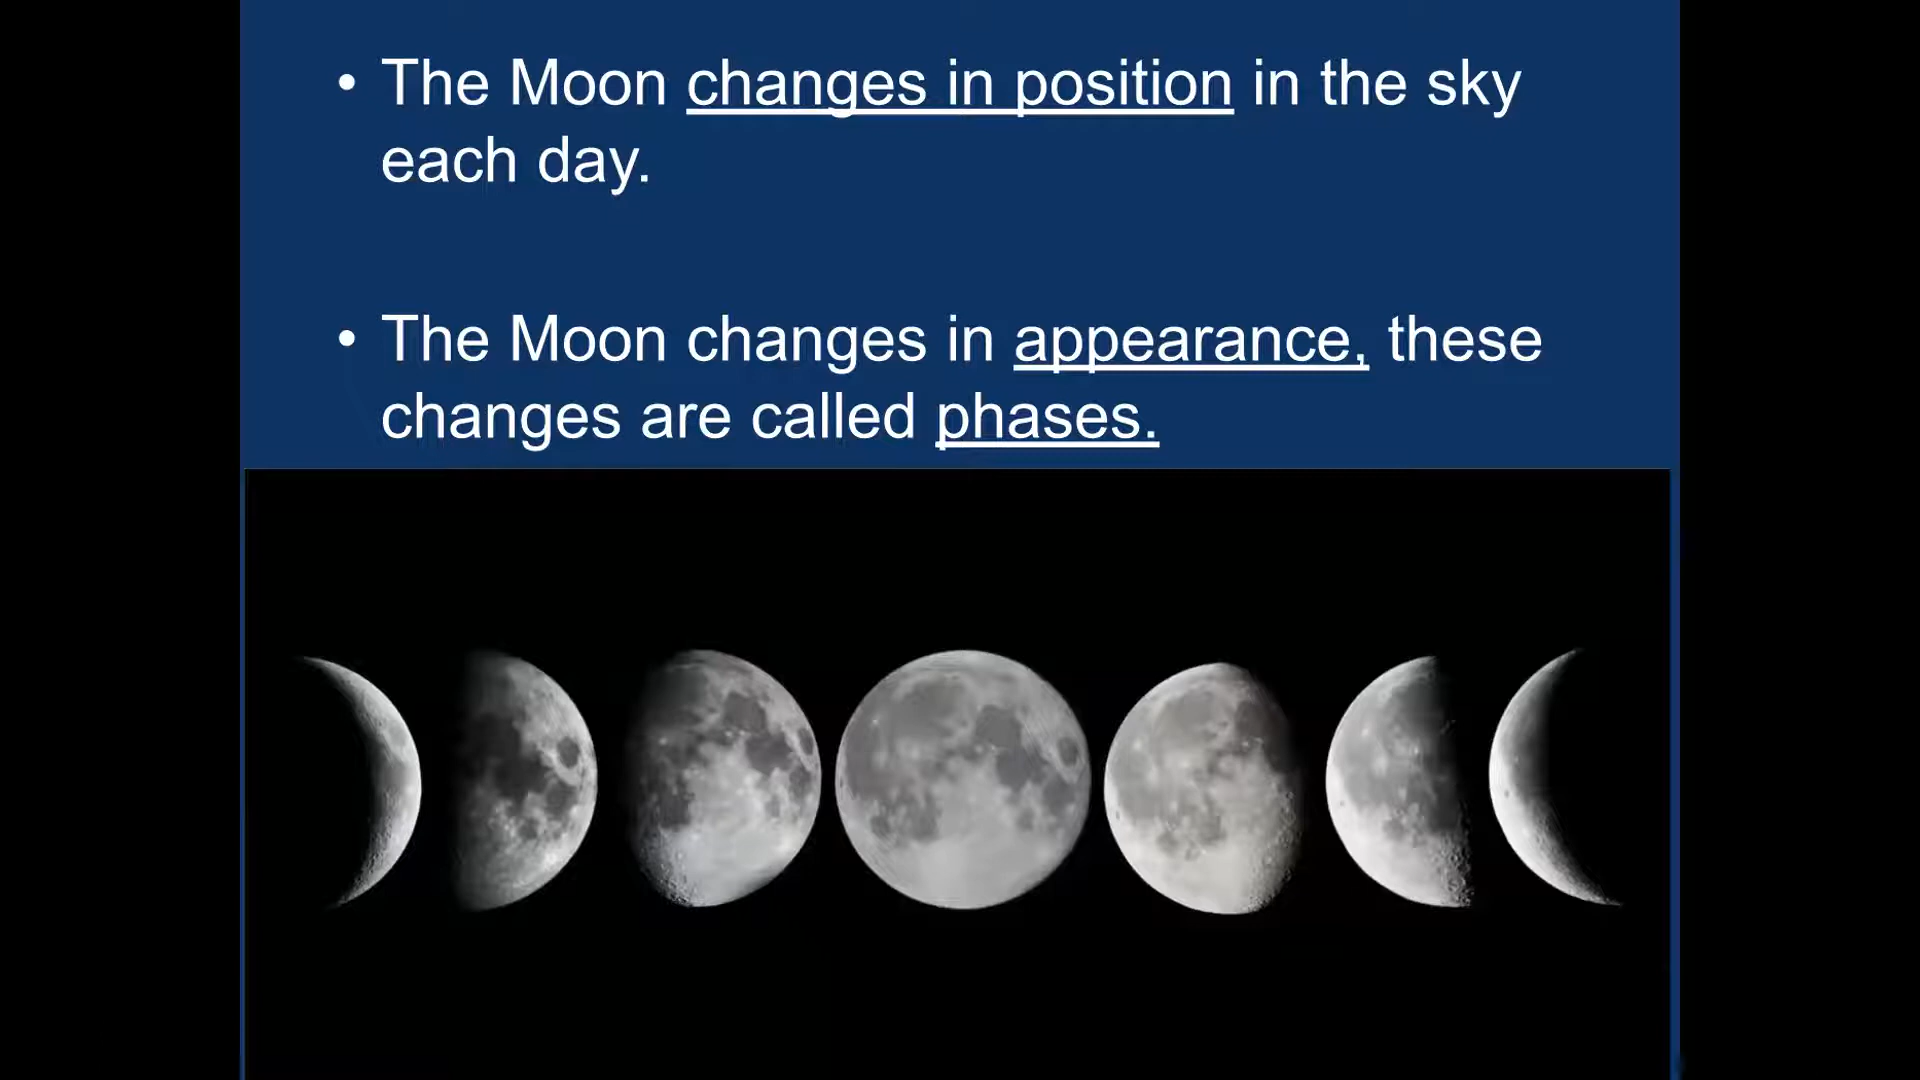 • The Moon changes in position in the sky
each day.
• The Moon changes in appearance, these
changes are called phases.